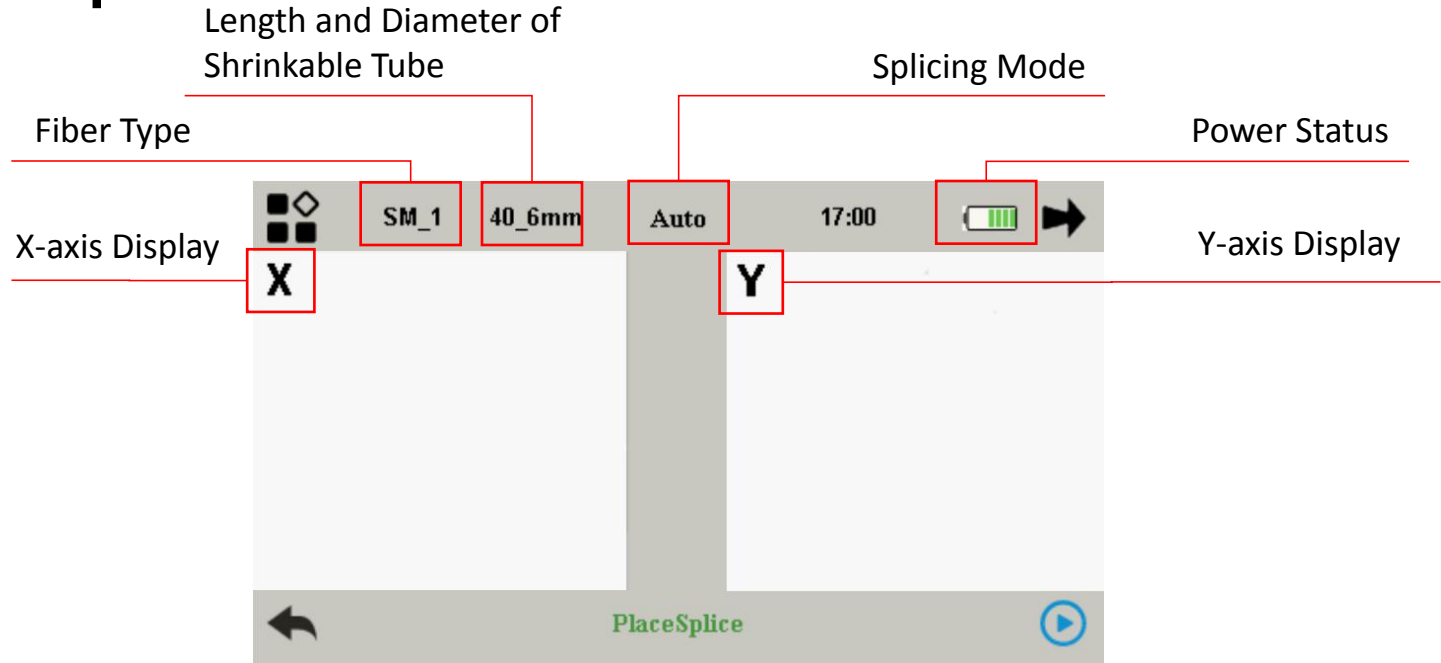 Length and Diameter of
Shrinkable Tube
Splicing Mode
Fiber Type
Power Status
SM_1
40_6mm
Auto
17:00
X-axis Display
Y-axis Display
X
Y
PlaceSplice